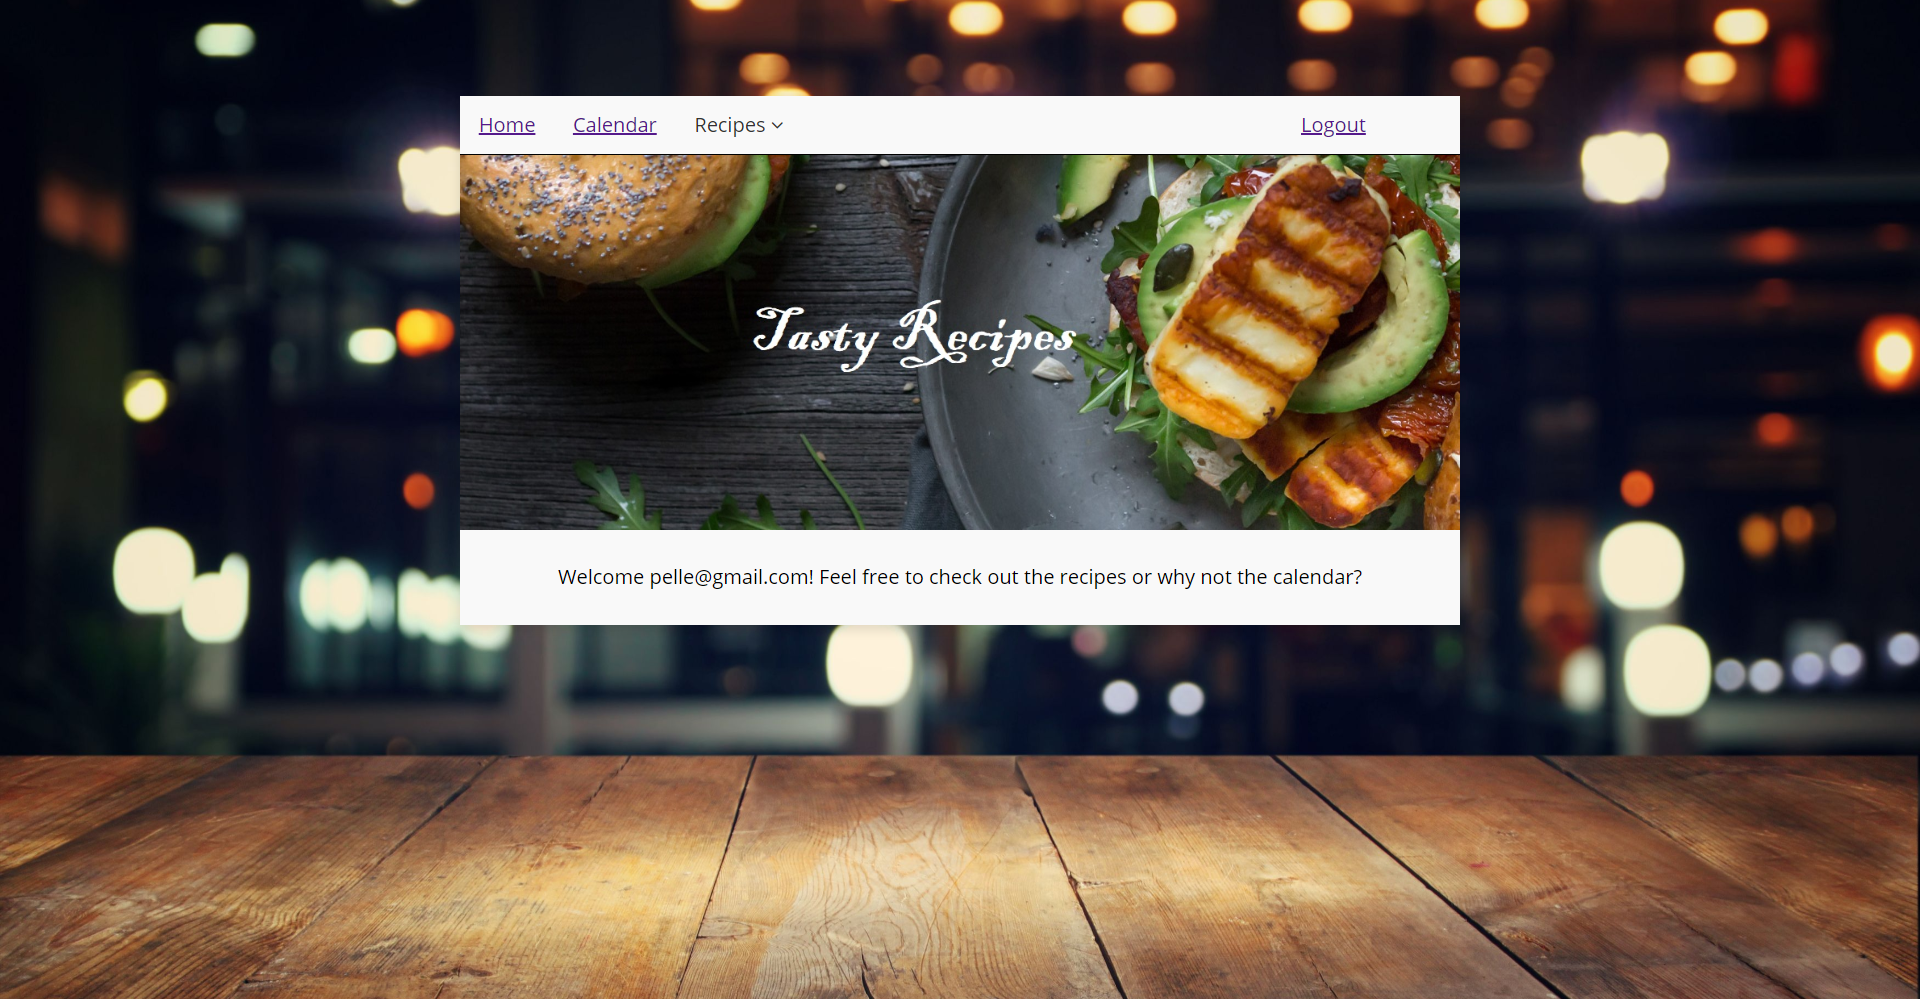 Home Calendar Recipes Logout
Tasty Recipes
Welcome pelle@gmail.com! Feel free to check out the recipes or why not the calendar?